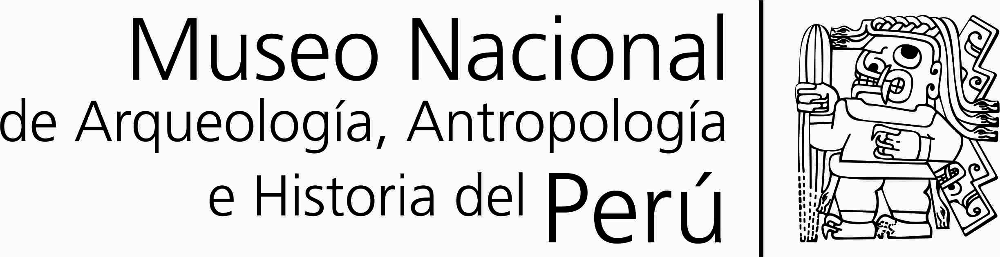 Museo Nacional
de Arqueología, Antropología
e Historia del Perú